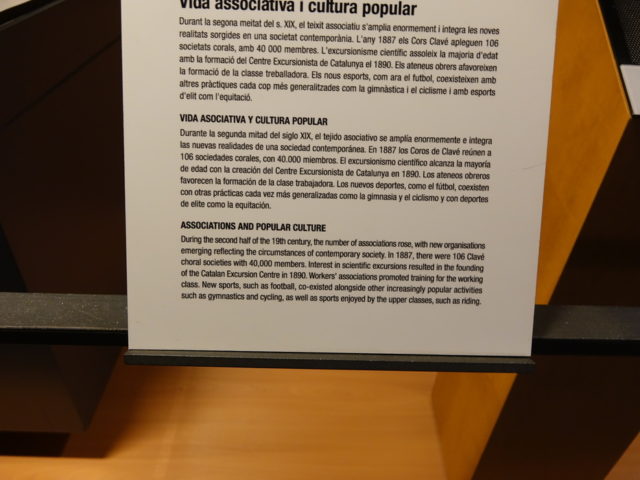 Vida associativa i cultura popular
Durant la segona meitat del s. XIX, el teixit associatiu s'amplia enormement i integra les noves
realitats sorgides en una societat contemporània. L'any 1887 els Cors Clavé apleguen 106
societats corals, amb 40 000 membres. L'excursionisme científic assoleix la majoria d'edat
amb la formació del Centre Excursionista de Catalunya el 1890. Els ateneus obrers afavoreixen
la formació de la classe treballadora. Els nous esports, com ara el futbol, coexisteixen amb
altres pràctiques cada cop més generalitzades com la gimnàstica i el ciclisme i amb esports
d'elit com l'equitació.
VIDA ASOCIATIVA Y CULTURA POPULAR
Durante la segunda mitad del siglo XIX, el tejido asociativo se amplía enormemente e integra
las nuevas realidades de una sociedad contemporánea. En 1887 los Coros de Clavé reúnen a
106 sociedades corales, con 40.000 miembros. El excursionismo científico alcanza la mayoría
de edad con la creación del Centre Excursionista de Catalunya en 1890. Los ateneos obreros
favorecen la formación de la clase trabajadora. Los nuevos deportes, como el fútbol, coexisten
con otras prácticas cada vez más generalizadas como la gimnasia y el ciclismo y con deportes
de elite como la equitación.
ASSOCIATIONS AND POPULAR CULTURE
During the second half of the 19th century, the number of associations rose, with new organisations
emerging reflecting the circumstances of contemporary society. In 1887, there were 106 Clavé
choral societies with 40,000 members. Interest in scientific excursions resulted in the founding
of the Catalan Excursion Centre in 1890. Workers' associations promoted training for the working
class. New sports, such as football, co-existed alongside other increasingly popular activities
such as gymnastics and cycling, as well as sports enjoyed by the upper classes, such as riding.